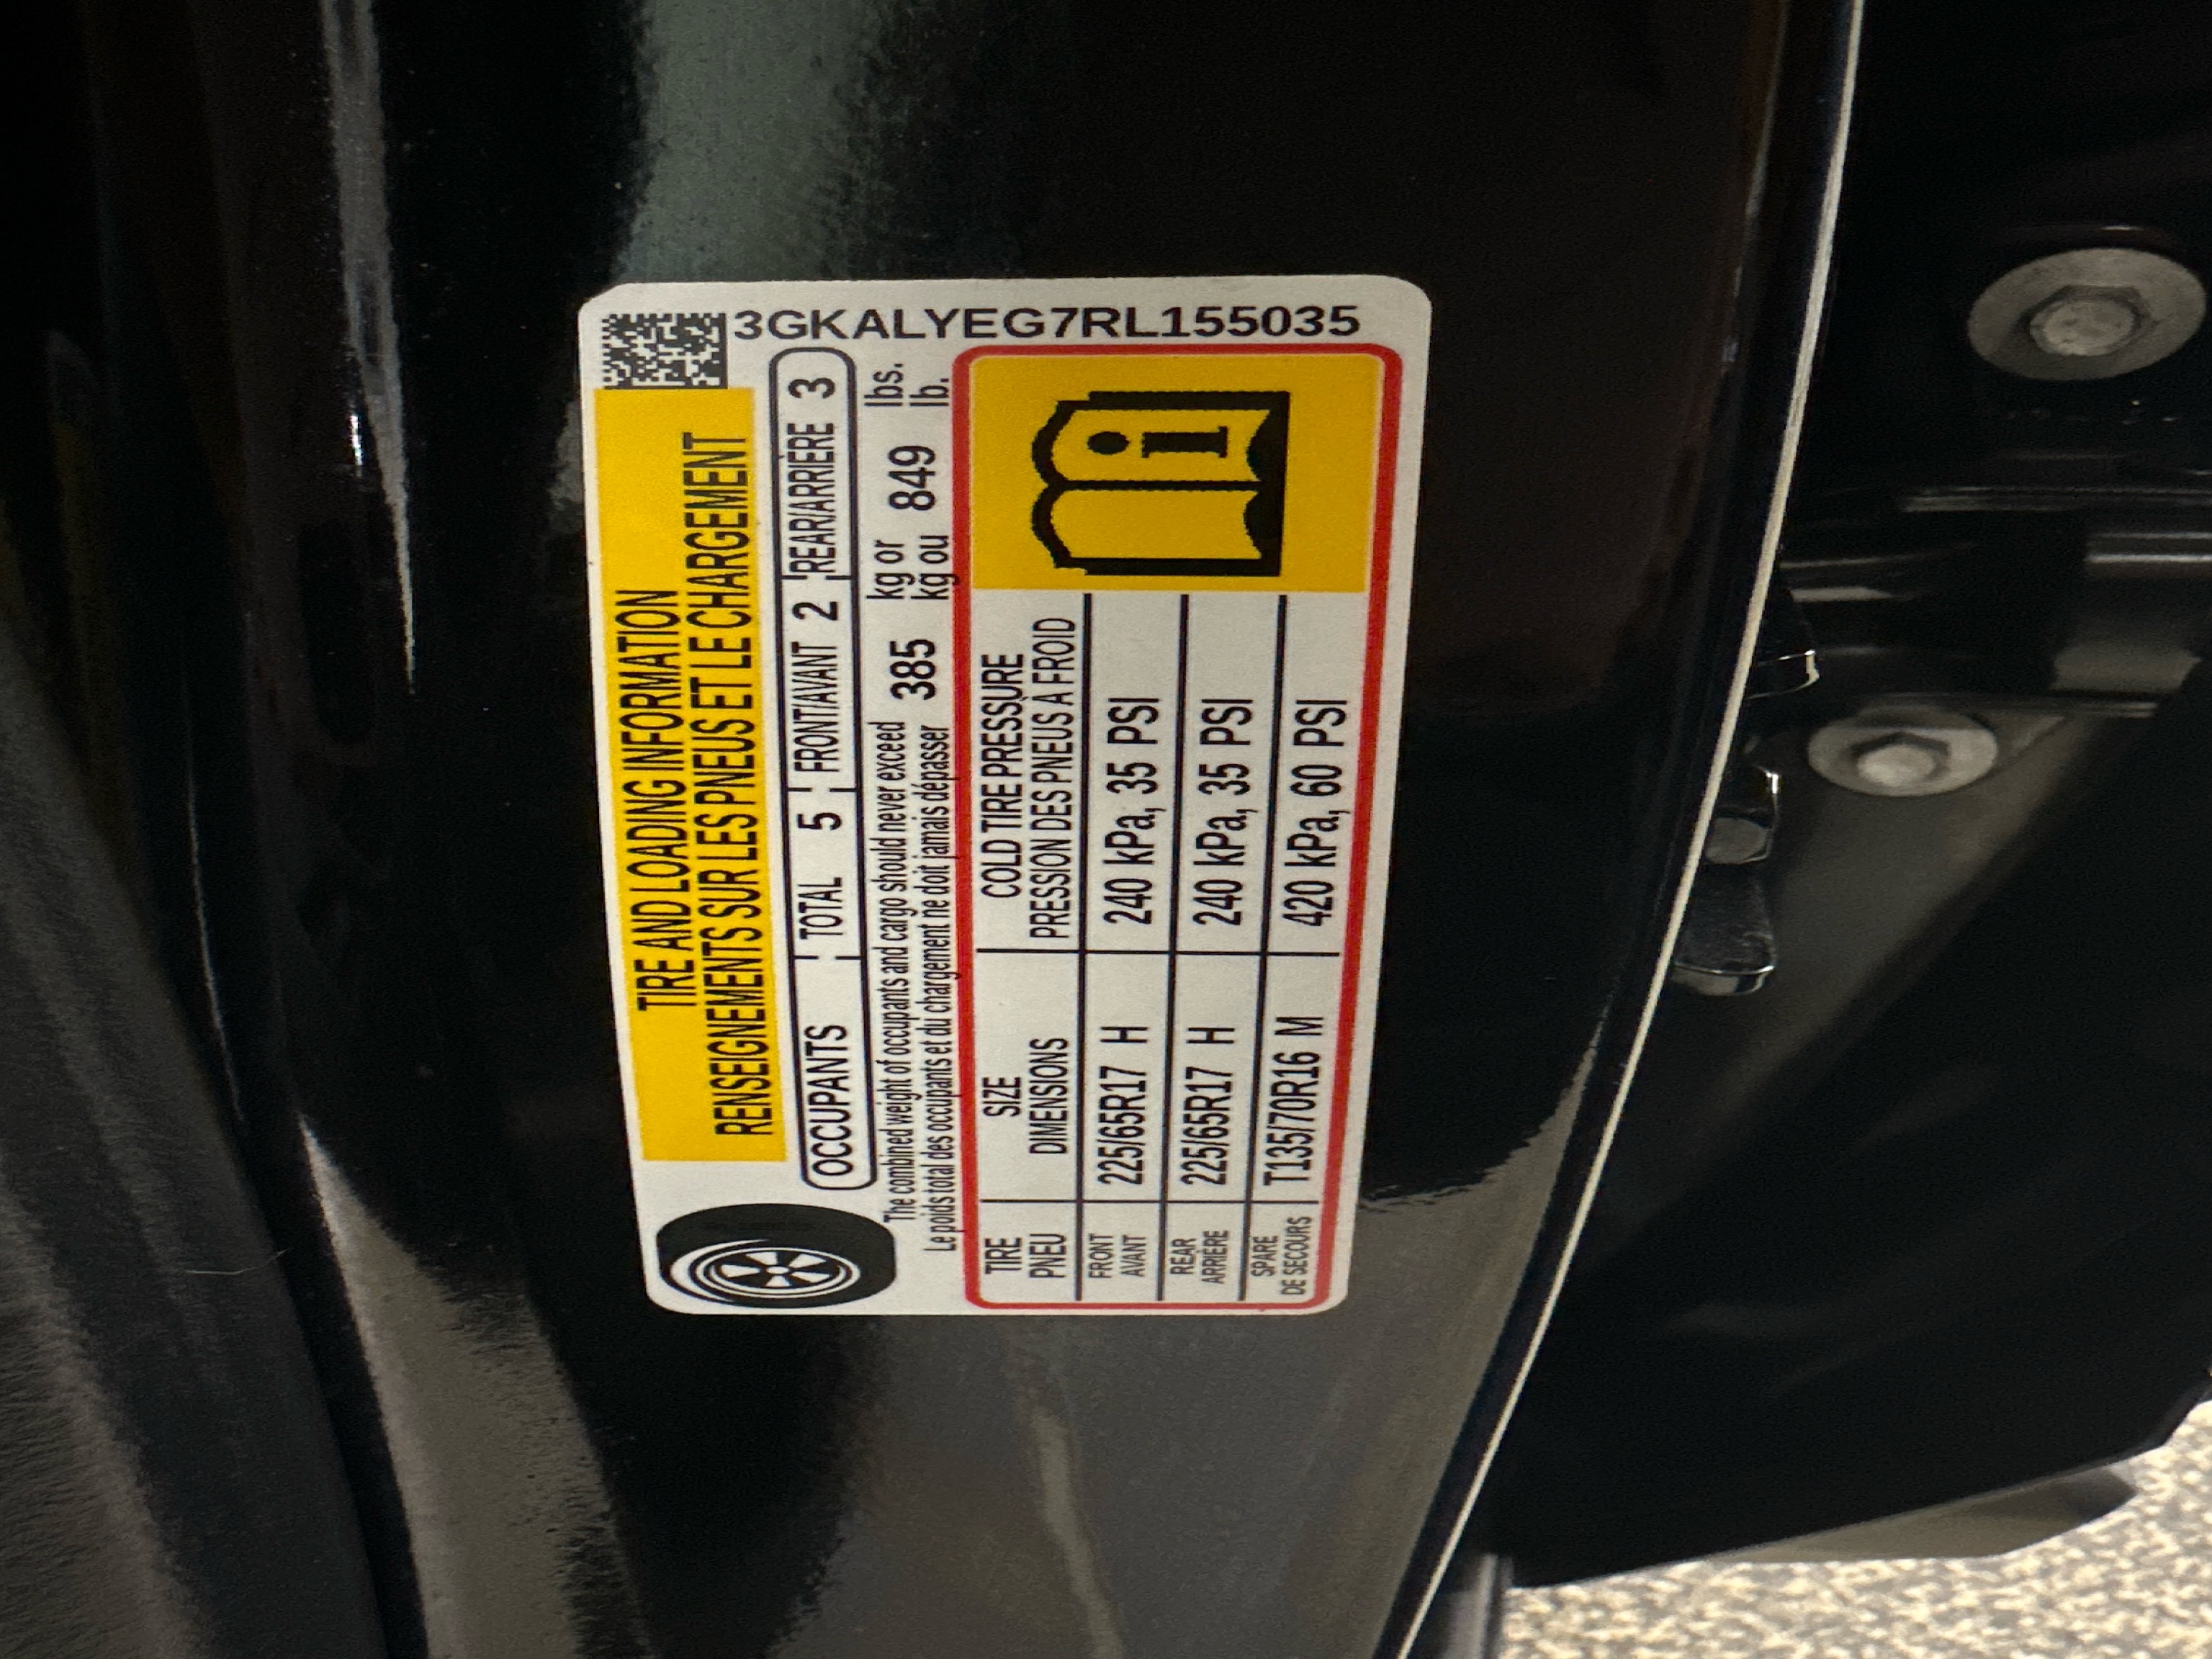 3GKALYEG7RL155035
TIRE AND LOADING INFORMATION
RENSEIGNEMENTS SUR LES PNEUS ET LE CHARGEMENT
OCCUPANTS TOTAL 5 FRONT/AVANT 2 REAR/ARRIÈRE 3
The combined weight of occupants and cargo should never exceed 385 kg or 849 lbs.
Le poids total des occupants et du chargement ne doit jamais dépasser kg ou lb.
TIRE SIZE COLD TIRE PRESSURE
PNEU DIMENSIONS PRESSION DES PNEUS À FROID
FRONT
AVANT 225/65R17 H 240 kPa, 35 PSI
REAR
ARRIÈRE 225/65R17 H 240 kPa, 35 PSI
SPARE
DE SECOURS T135/70R16 M 420 kPa, 60 PSI
i